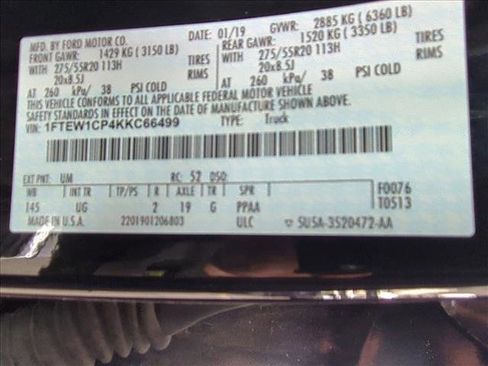 MFD. BY FORD MOTOR CO. DATE: 01/19 GVWR: 2885 KG ( 6360 LB)
FRONT GAWR: 1429 KG ( 3150 LB) REAR GAWR: 1520 KG ( 3350 LB)
WITH 275/55R20 113H TIRES WITH 275/55R20 113H TIRES
20x8.5J RIMS 20x8.5J RIMS
AT 260 kPa/ 38 PSI COLD AT 260 kPa/ 38 PSI COLD
THIS VEHICLE CONFORMS TO ALL APPLICABLE FEDERAL MOTOR VEHICLE
SAFETY STANDARDS IN EFFECT ON THE DATE OF MANUFACTURE SHOWN ABOVE.
VIN: 1FTEW1CP4KKC66499 TYPE: Truck
EXT PNT: UM RC: 52 DSO:
WB INT TR TP/PS R AXLE TR SPR F0076
145 UG 2 19 G PPAA T0513
MADE IN U.S.A. 2201901206803 ULC SU5A-3520472-AA